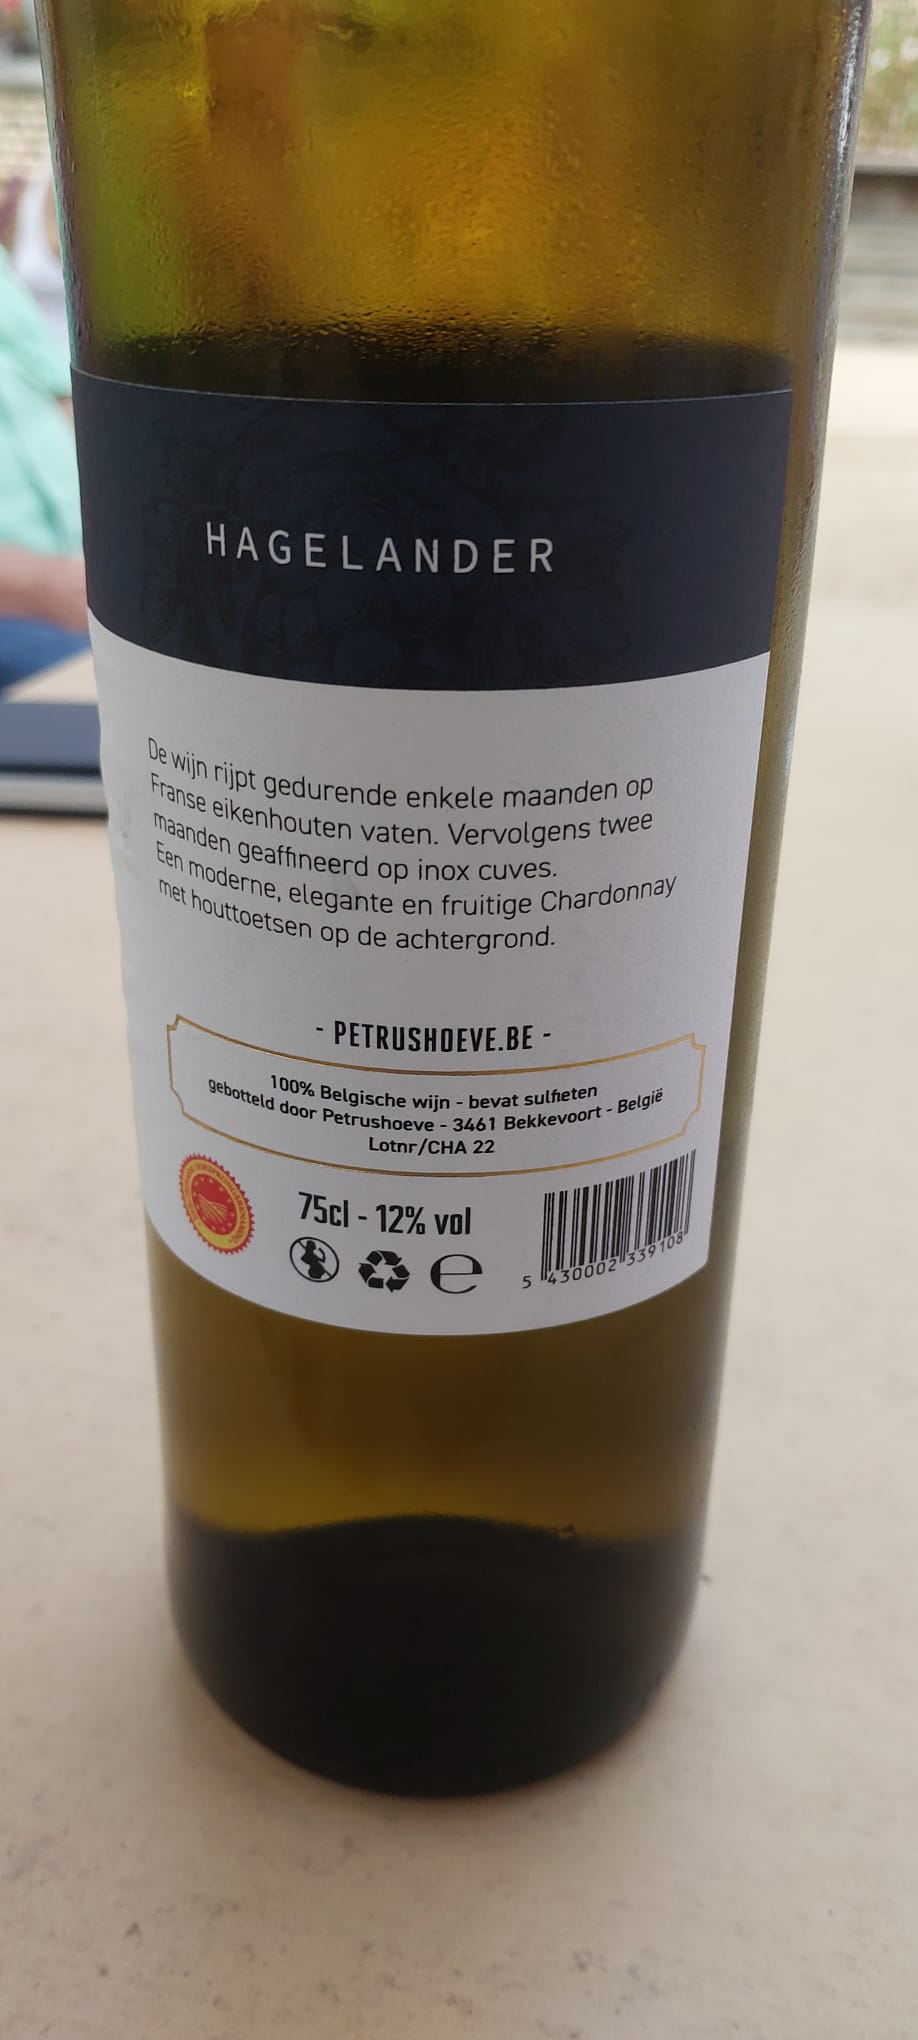 HAGELANDER
De wijn rijpt gedurende enkele maanden op
Franse eikenhouten vaten. Vervolgens twee
maanden geaffineerd op inox cuves.
Een moderne, elegante en fruitige Chardonnay
met houttoetsen op de achtergrond.
- PETRUSHOEVE.BE -
100% Belgische wijn - bevat sulfieten
gebotteld door Petrushoeve - 3461 Bekkevoort - België
Lotnr/CHA 22
75cl - 12% vol
e
5 430002 339108